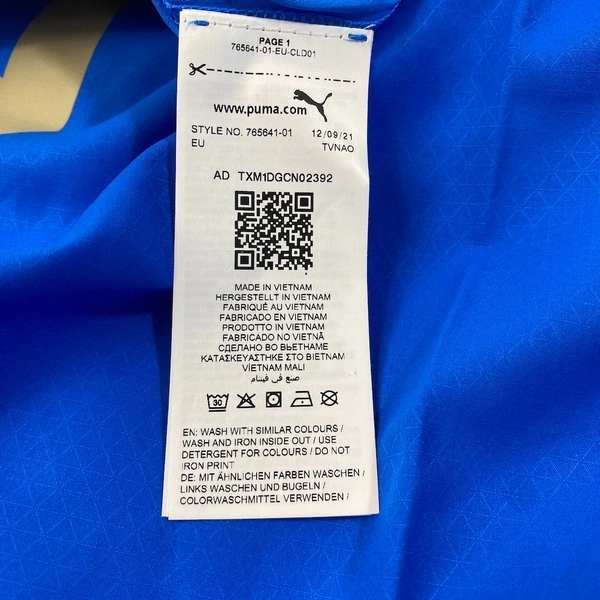 PAGE 1
765641-01-EU-CLD01
www.puma.com
STYLE NO. 765641-01 12/09/21
EU TVNAO
AD TXM1DGCN02392
MADE IN VIETNAM
HERGESTELLT IN VIETNAM
FABRIQUÉ AU VIETNAM
FABRICADO EN VIETNAM
PRODOTTO IN VIETNAM
FABRICADO NO VIETNÃ
СДЕЛАНО ВО ВЬЕТНАМЕ
ΚΑΤΑΣΚΕΥΑΣΤΗΚΕ ΣΤΟ ΒΙΕΤΝΑΜ
VİETNAM MALI
صنع في فيتنام
30
EN: WASH WITH SIMILAR COLOURS /
WASH AND IRON INSIDE OUT / USE
DETERGENT FOR COLOURS / DO NOT
IRON PRINT
DE: MIT ÄHNLICHEN FARBEN WASCHEN /
LINKS WASCHEN UND BUGELN /
COLORWASCHMITTEL VERWENDEN /